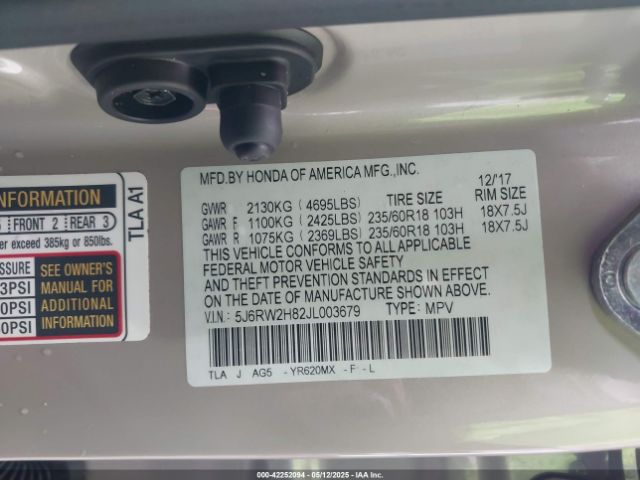 MFD.BY HONDA OF AMERICA MFG.,INC.
12/17
GVWR 2130KG (4695LBS) TIRE SIZE RIM SIZE
GAWR F 1100KG (2425LBS) 235/60R18 103H 18X7.5J
GAWR R 1075KG (2369LBS) 235/60R18 103H 18X7.5J
THIS VEHICLE CONFORMS TO ALL APPLICABLE
FEDERAL MOTOR VEHICLE SAFETY
AND THEFT PREVENTION STANDARDS IN EFFECT
ON THE DATE OF MANUFACTURE SHOWN ABOVE.
V.I.N.: 5J6RW2H82JL003679 TYPE: MPV
TLA J AG5 -YR620MX -F -L
INFORMATION
FRONT 2 REAR 3
exceed 385kg or 850lbs.
SEE OWNER'S
MANUAL FOR
ADDITIONAL
INFORMATION
TLA A1
00-42252094 - 05/12/2025 - IAAI.com